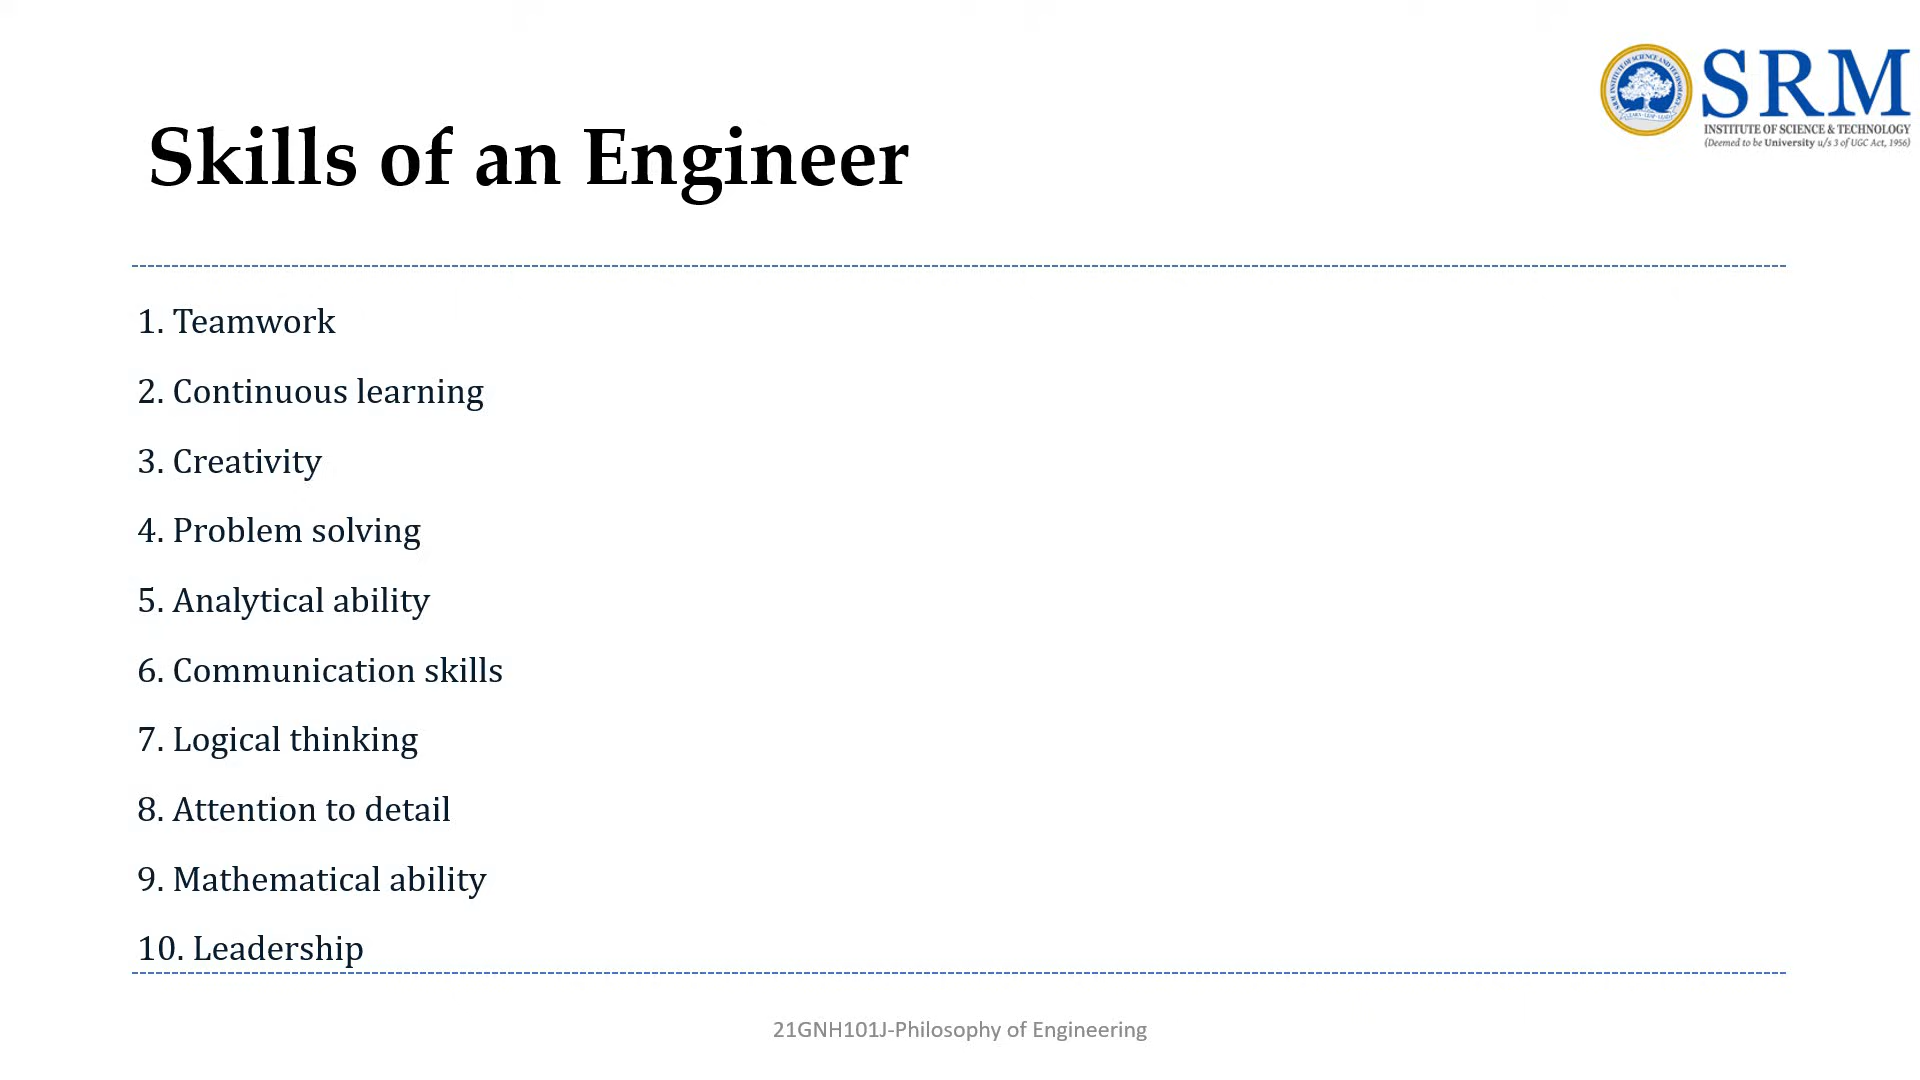 SRM
INSTITUTE OF SCIENCE & TECHNOLOGY
(Deemed to be University u/s 3 of UGC Act, 1956)
Skills of an Engineer
1. Teamwork
2. Continuous learning
3. Creativity
4. Problem solving
5. Analytical ability
6. Communication skills
7. Logical thinking
8. Attention to detail
9. Mathematical ability
10. Leadership
21GNH101J-Philosophy of Engineering